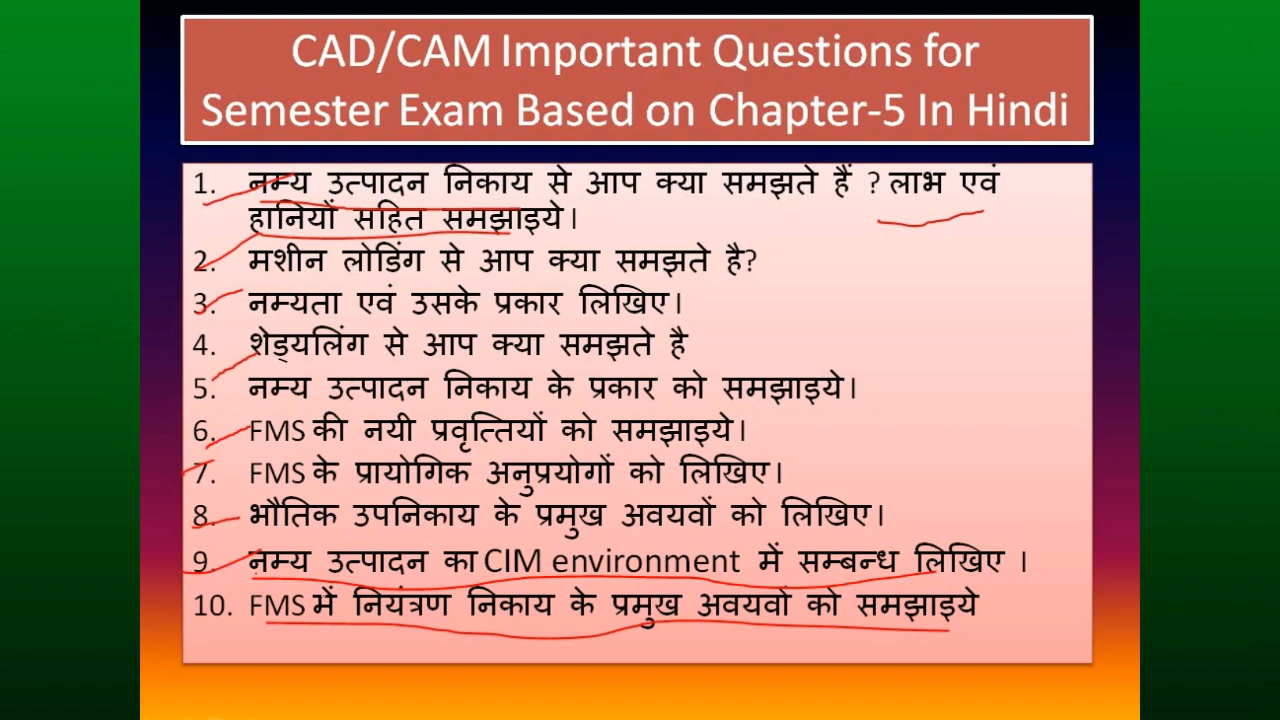 CAD/CAM Important Questions for
Semester Exam Based on Chapter-5 In Hindi
1. नम्य उत्पादन निकाय से आप क्या समझते हैं ? लाभ एवं
हानियों सहित समझाइये।
2. मशीन लोडिंग से आप क्या समझते है?
3. नम्यता एवं उसके प्रकार लिखिए।
4. शेड्यलिंग से आप क्या समझते है
5. नम्य उत्पादन निकाय के प्रकार को समझाइये।
6. FMS की नयी प्रवृत्तियों को समझाइये।
7. FMS के प्रायोगिक अनुप्रयोगों को लिखिए।
8. भौतिक उपनिकाय के प्रमुख अवयवों को लिखिए।
9. नम्य उत्पादन का CIM environment में सम्बन्ध लिखिए ।
10. FMS में नियंत्रण निकाय के प्रमुख अवयवों को समझाइये